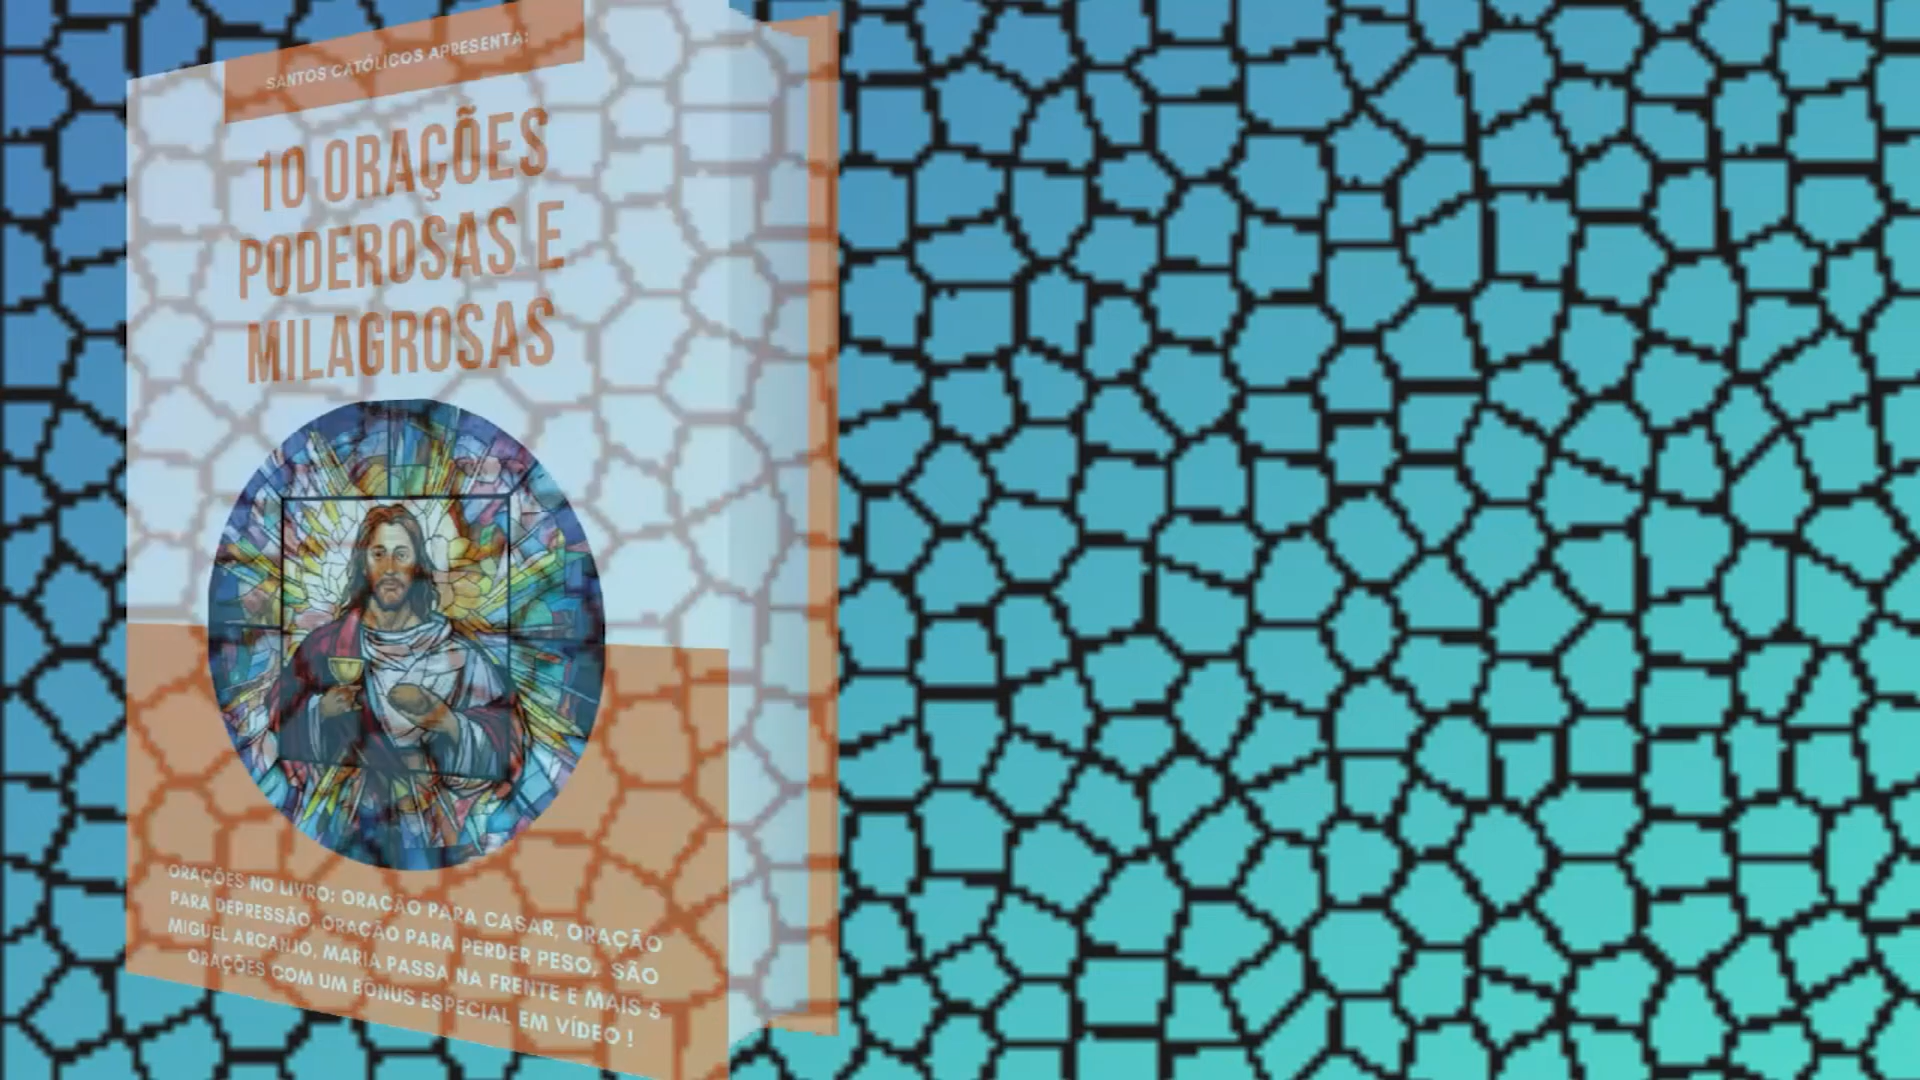 SANTOS CATÓLICOS APRESENTA:
10 ORAÇÕES
PODEROSAS E
MILAGROSAS
ORAÇÕES NO LIVRO: ORACÃO PARA CASAR, ORAÇÃO
PARA DEPRESSÃO, ORAÇÃO PARA PERDER PESO, SÃO
MIGUEL ARCANJO, MARIA PASSA NA FRENTE E MAIS 5
ORAÇÕES COM UM BÔNUS ESPECIAL EM VÍDEO !